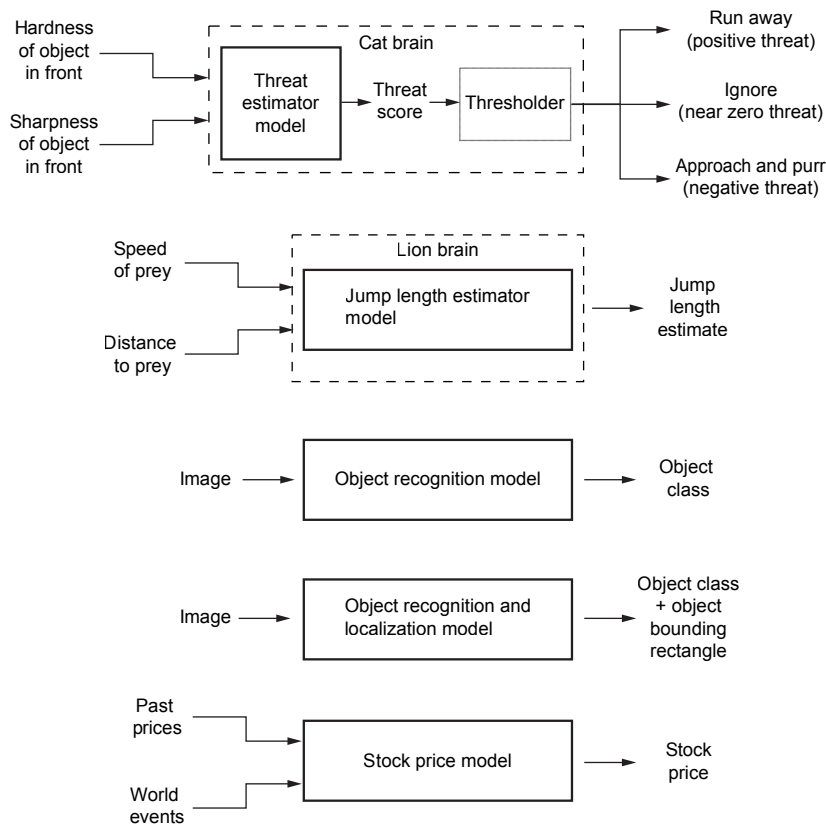 Hardness
of object
in front
Sharpness
of object
in front
Cat brain
Threat
estimator
model
Threat
score
Thresholder
Run away
(positive threat)
Ignore
(near zero threat)
Approach and purr
(negative threat)
Speed
of prey
Distance
to prey
Lion brain
Jump length estimator
model
Jump
length
estimate
Image
Object recognition model
Object
class
Image
Object recognition and
localization model
Object class
+ object
bounding
rectangle
Past
prices
World
events
Stock price model
Stock
price